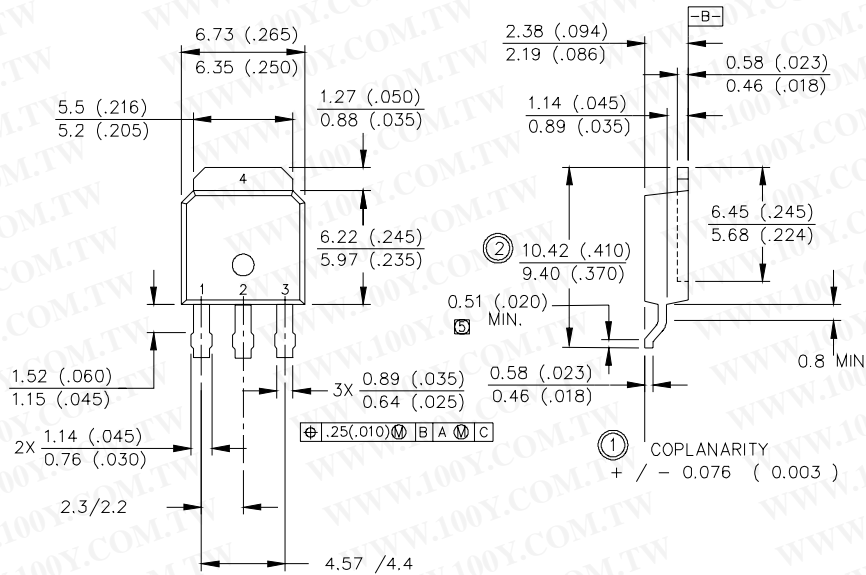 6.73 (.265)
6.35 (.250)
5.5 (.216)
5.2 (.205)
1.27 (.050)
0.88 (.035)
4
6.22 (.245)
5.97 (.235)
1 2 3
1.52 (.060)
1.15 (.045)
3X 0.89 (.035)
0.64 (.025)
2X 1.14 (.045)
0.76 (.030)
⌖ .25(.010)Ⓜ B A Ⓜ C
2.3/2.2
4.57 /4.4
-B-
2.38 (.094)
2.19 (.086)
0.58 (.023)
0.46 (.018)
1.14 (.045)
0.89 (.035)
6.45 (.245)
5.68 (.224)
② 10.42 (.410)
9.40 (.370)
0.51 (.020)
5 MIN.
0.8 MIN
0.58 (.023)
0.46 (.018)
① COPLANARITY
+ / - 0.076 ( 0.003 )
WWW.100Y.COM.TW